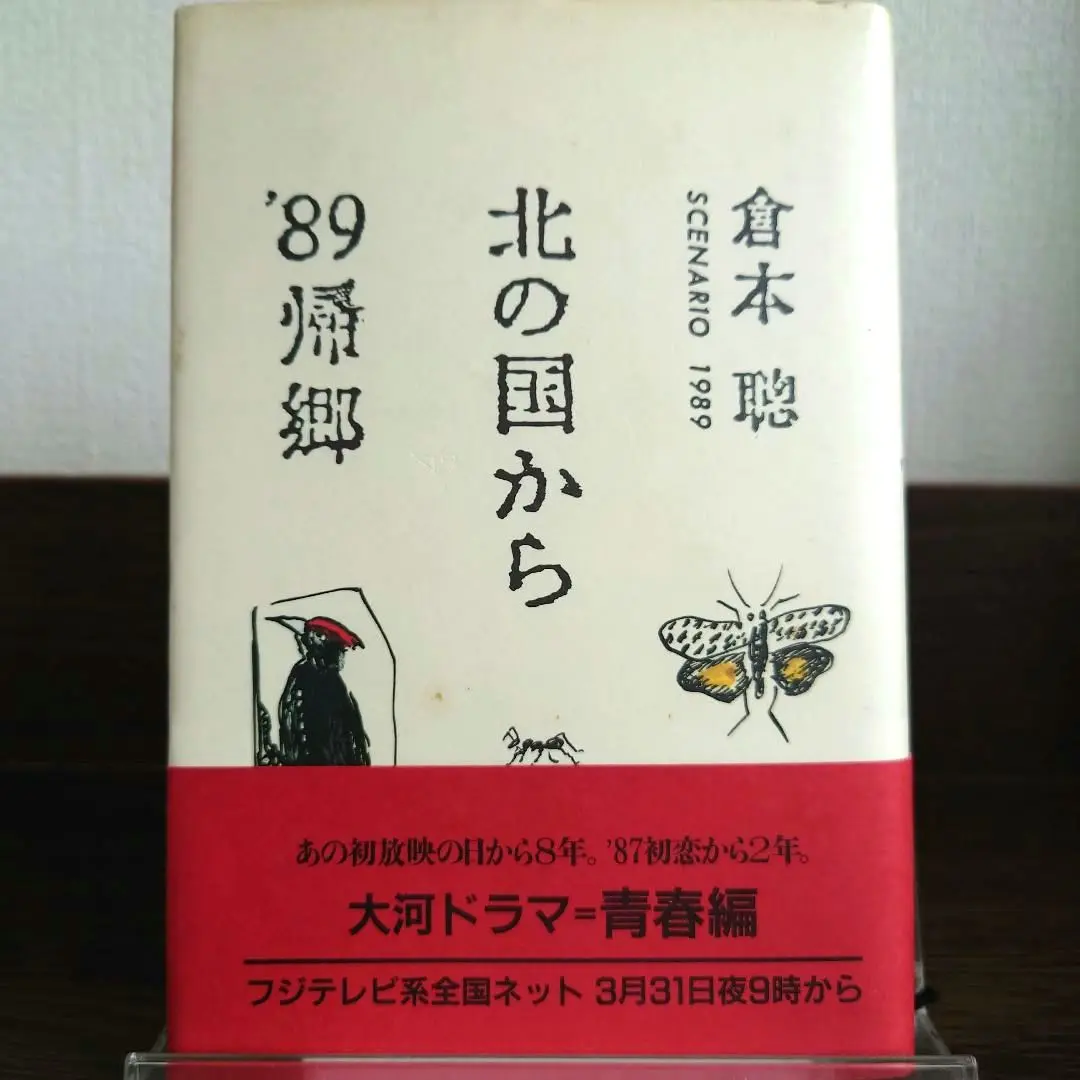 倉本 聰
SCENARIO 1989
北の国から
'89帰郷
あの初放映の日から8年。'87初恋から2年。
大河ドラマ=青春編
フジテレビ系全国ネット 3月31日夜9時から